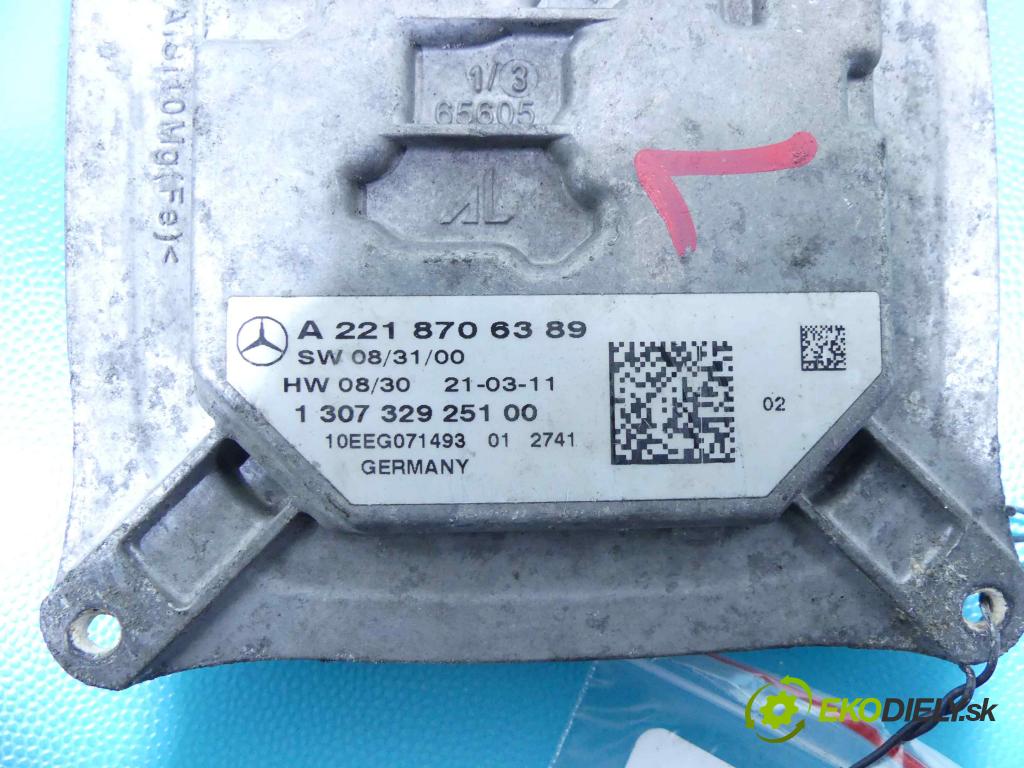 AlSi10Mg(Fe)<
1/3
65605
AL
A 221 870 63 89
SW 08/31/00
HW 08/30 21-03-11
1 307 329 251 00
10EEG071493 01 2741
GERMANY
02
EKODIELY.sk